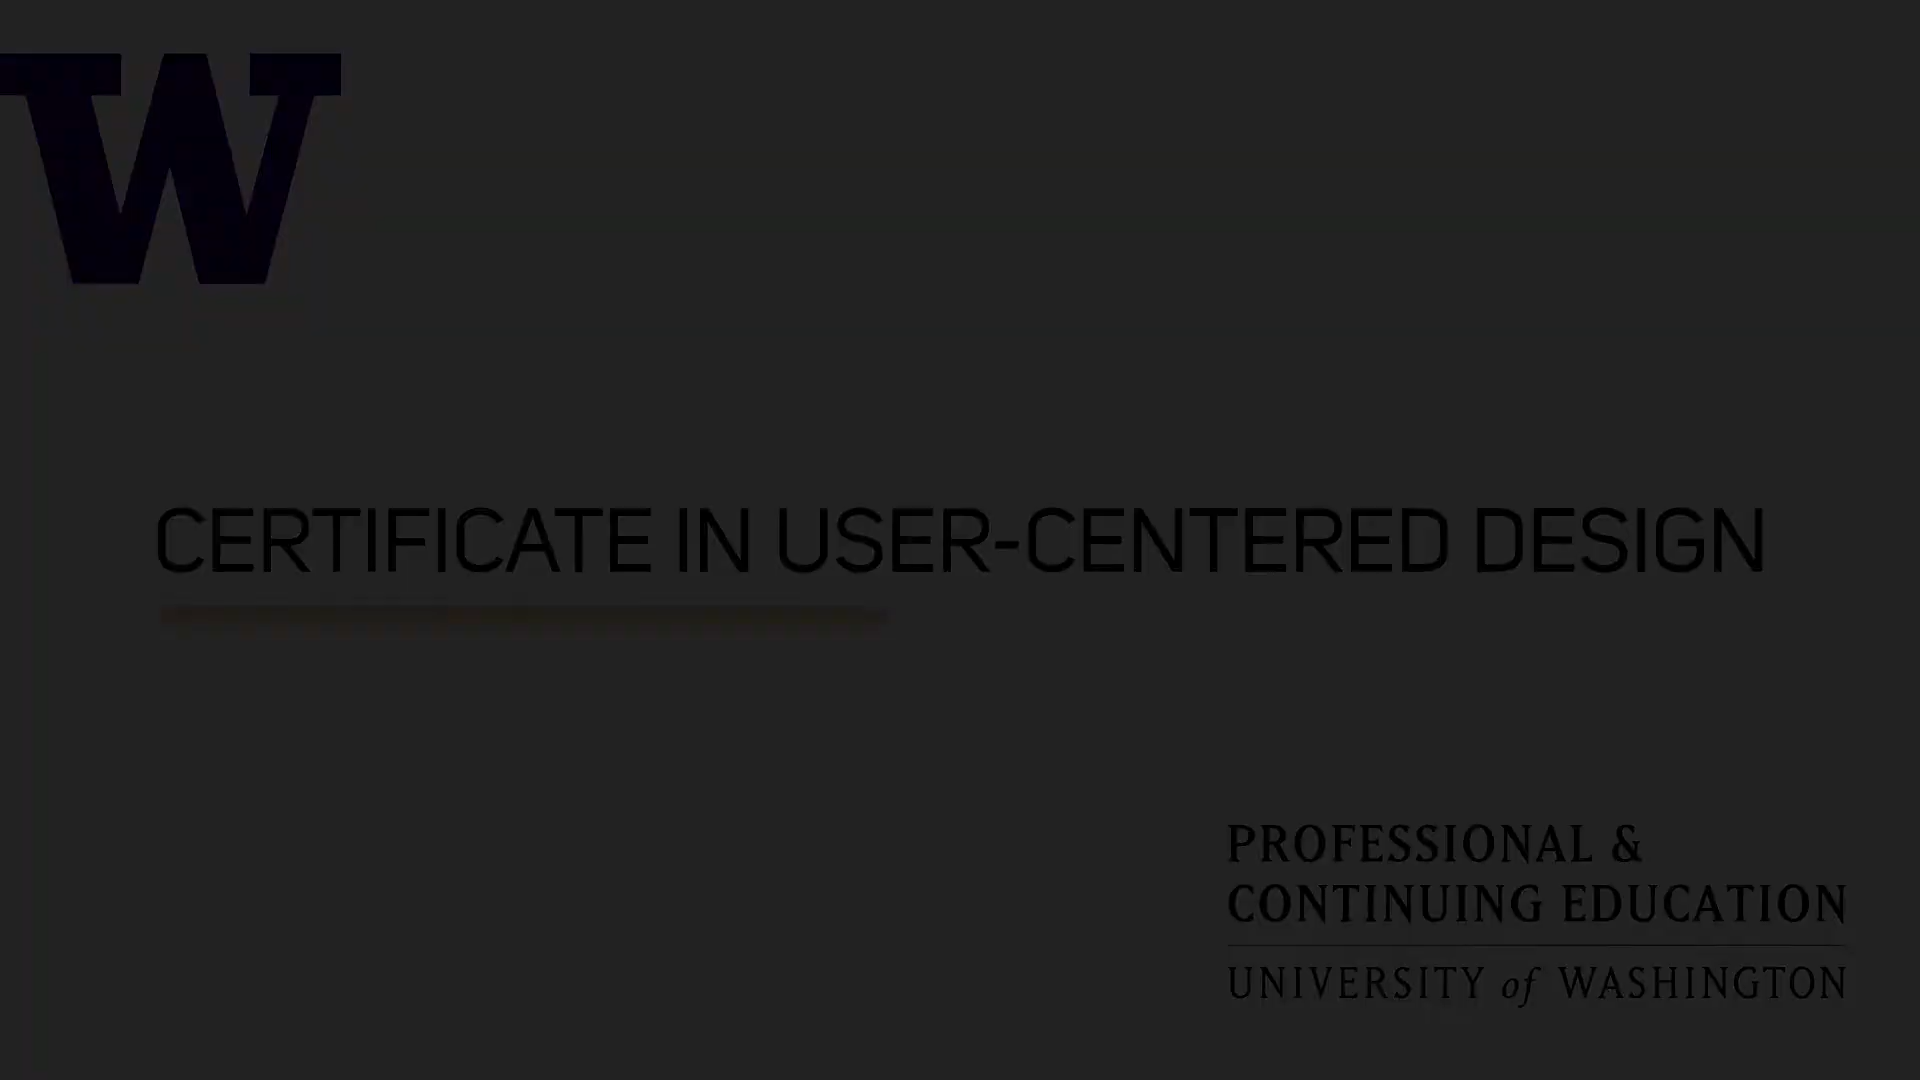 W
CERTIFICATE IN USER-CENTERED DESIGN
PROFESSIONAL &
CONTINUING EDUCATION
UNIVERSITY of WASHINGTON